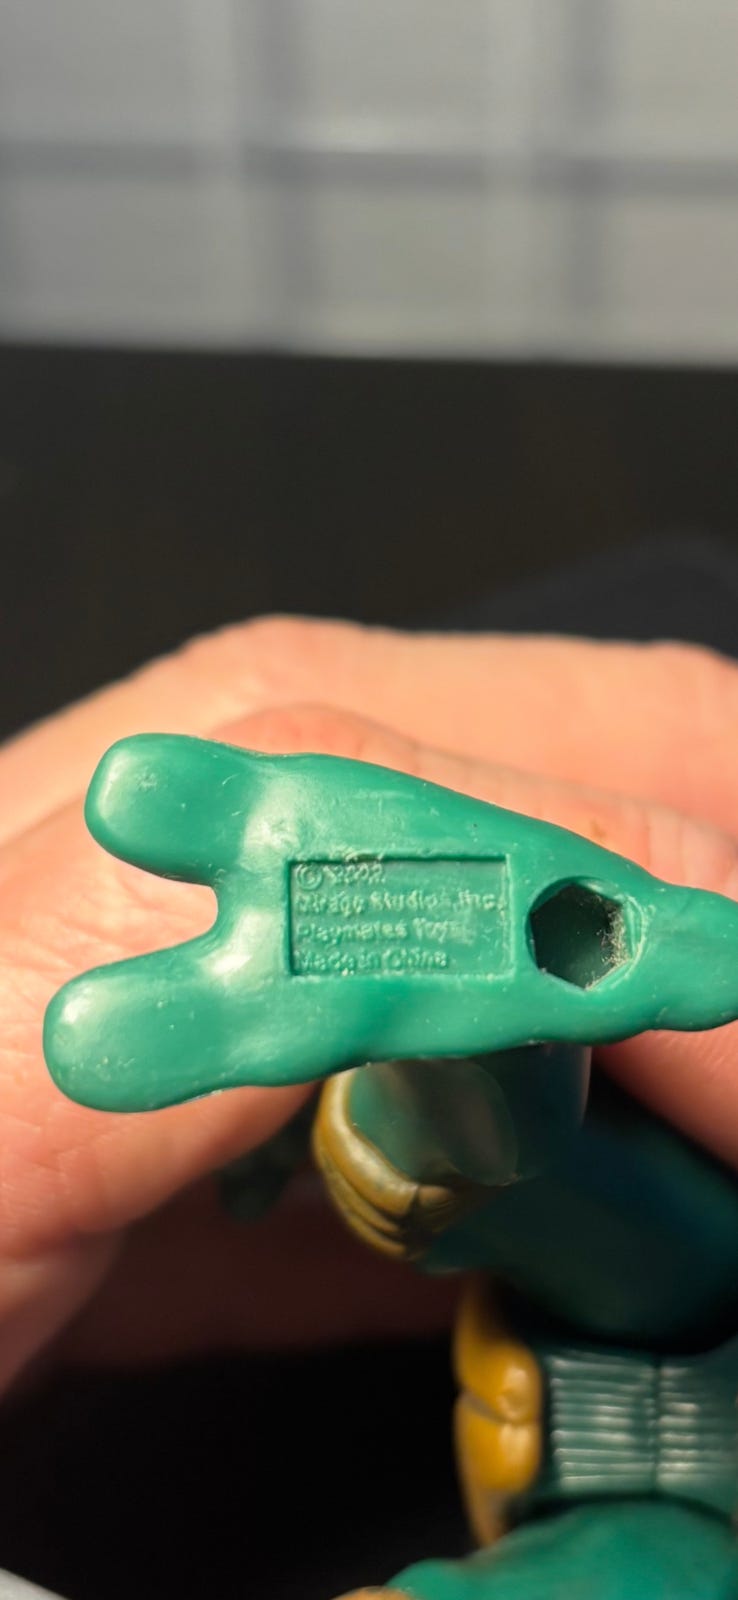 © 2002
Mirage Studios, Inc.
Playmates Toys
Made in China